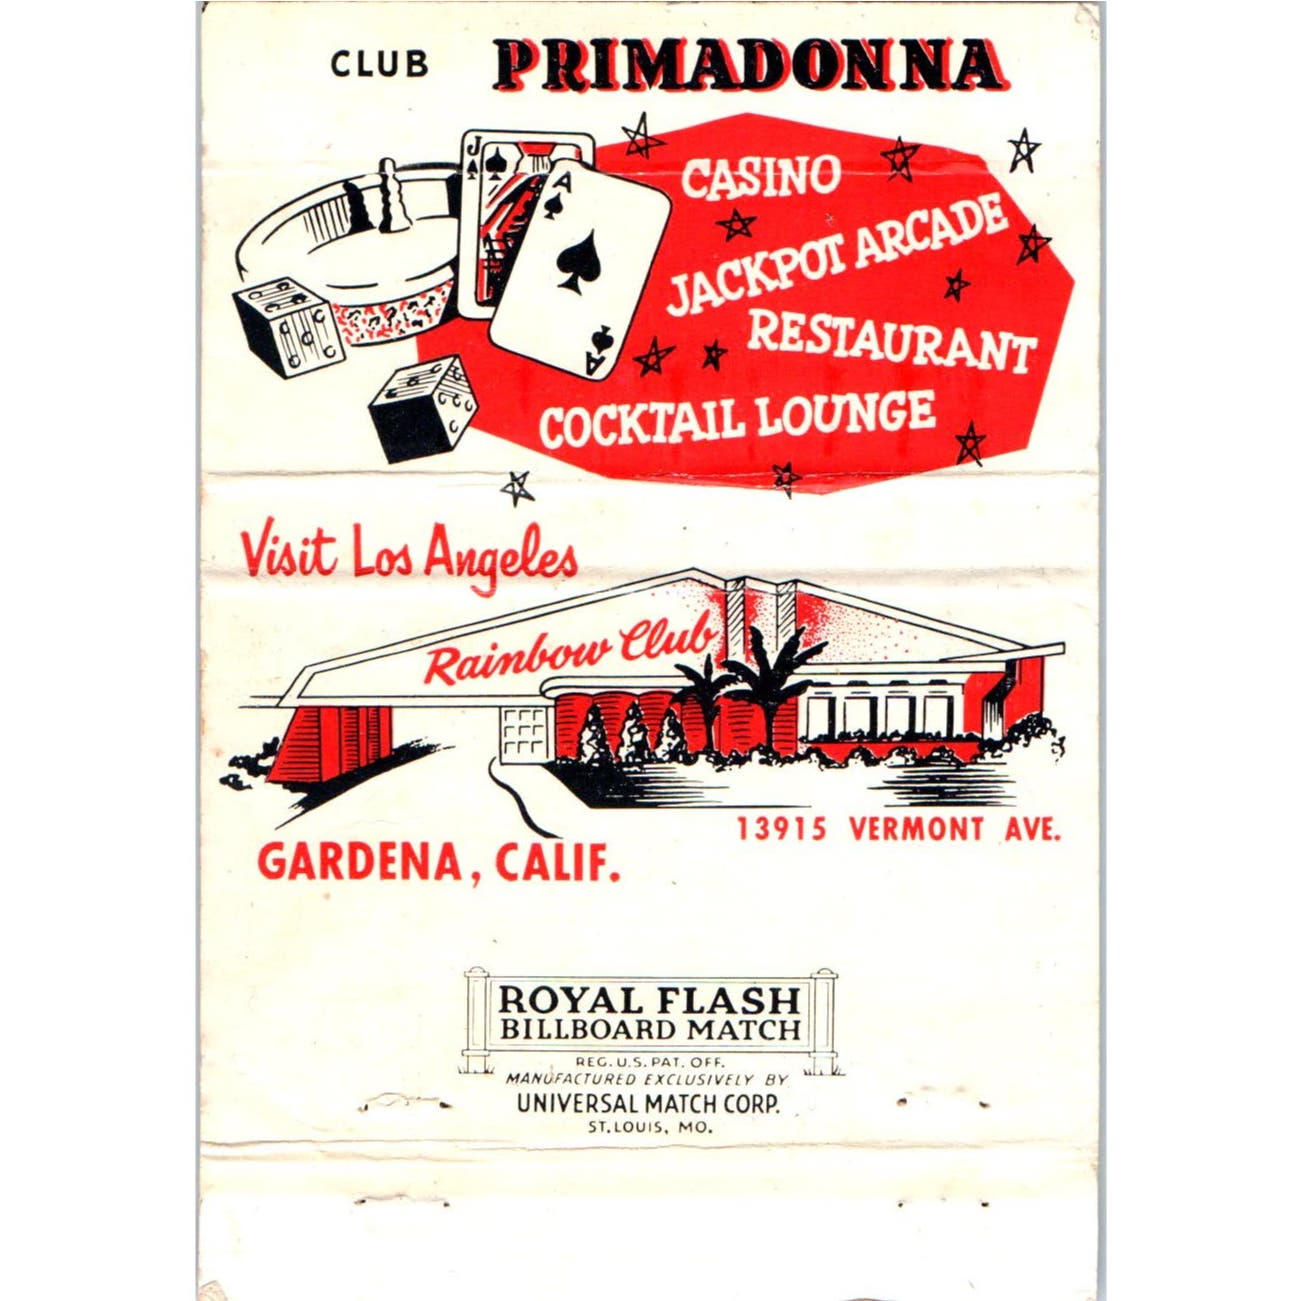 CLUB PRIMADONNA
J
A
CASINO
JACKPOT ARCADE
RESTAURANT
COCKTAIL LOUNGE
A
Visit Los Angeles
Rainbow Club
13915 VERMONT AVE.
GARDENA, CALIF.
ROYAL FLASH
BILLBOARD MATCH
REG. U.S. PAT. OFF.
MANUFACTURED EXCLUSIVELY BY
UNIVERSAL MATCH CORP.
ST. LOUIS, MO.